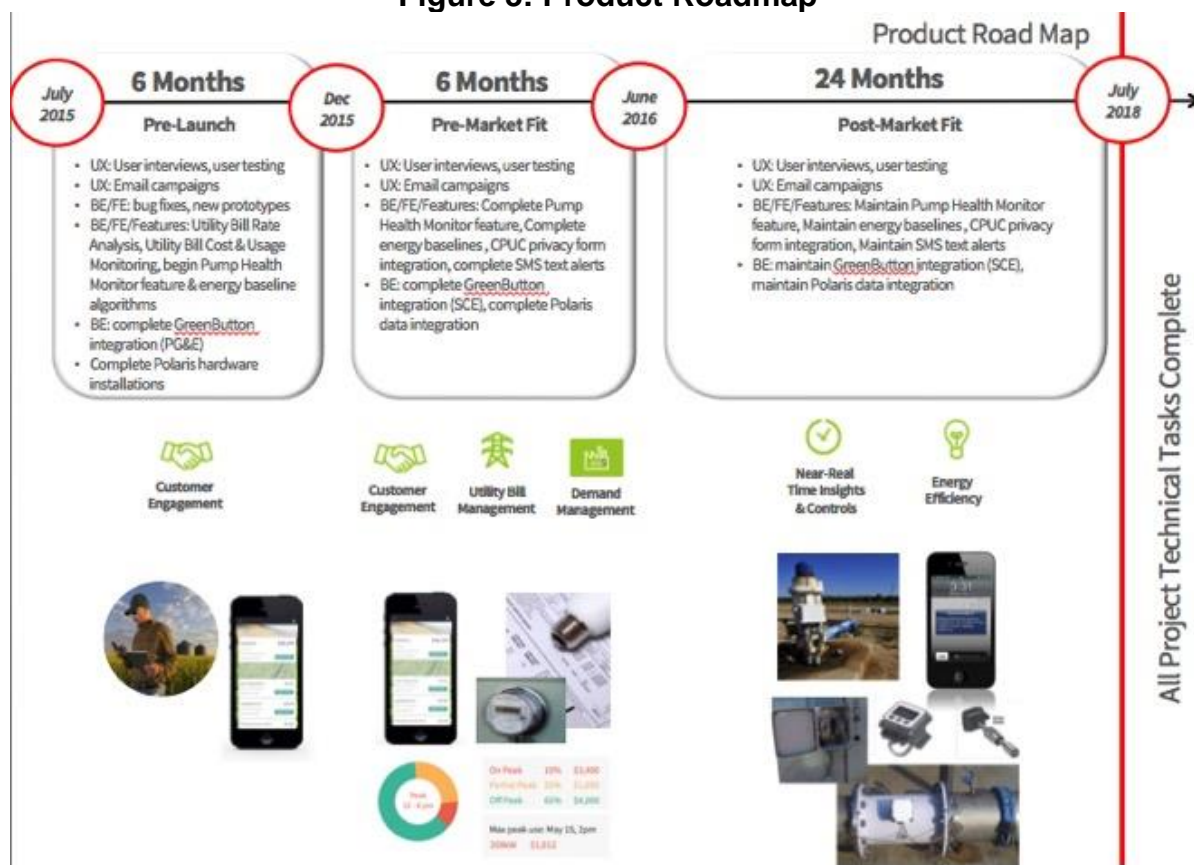 Figure 3: Product Roadmap
Product Road Map
July
2015
6 Months
Pre-Launch
• UX: User interviews, user testing
• UX: Email campaigns
• BE/FE: bug fixes, new prototypes
• BE/FE/Features: Utility Bill Rate
Analysis, Utility Bill Cost & Usage
Monitoring, begin Pump Health
Monitor feature & energy baseline
algorithms
• BE: complete GreenButton
integration (PG&E)
• Complete Polaris hardware
installations
Dec
2015
6 Months
Pre-Market Fit
• UX: User interviews, user testing
• UX: Email campaigns
• BE/FE/Features: Complete Pump
Health Monitor feature, Complete
energy baselines , CPUC privacy form
integration, complete SMS text alerts
• BE: complete GreenButton
integration (SCE), complete Polaris
data integration
June
2016
24 Months
Post-Market Fit
• UX: User interviews, user testing
• UX: Email campaigns
• BE/FE/Features: Maintain Pump Health Monitor
feature, Maintain energy baselines , CPUC privacy
form integration, Maintain SMS text alerts
• BE: maintain GreenButton integration (SCE),
maintain Polaris data integration
July
2018
All Project Technical Tasks Complete
Customer
Engagement
Customer
Engagement
Utility Bill
Management
Demand
Management
Near-Real
Time Insights
& Controls
Energy
Efficiency
Peak
On Peak
Partial Peak
Off Peak
Max peak use: May 15, 2pm